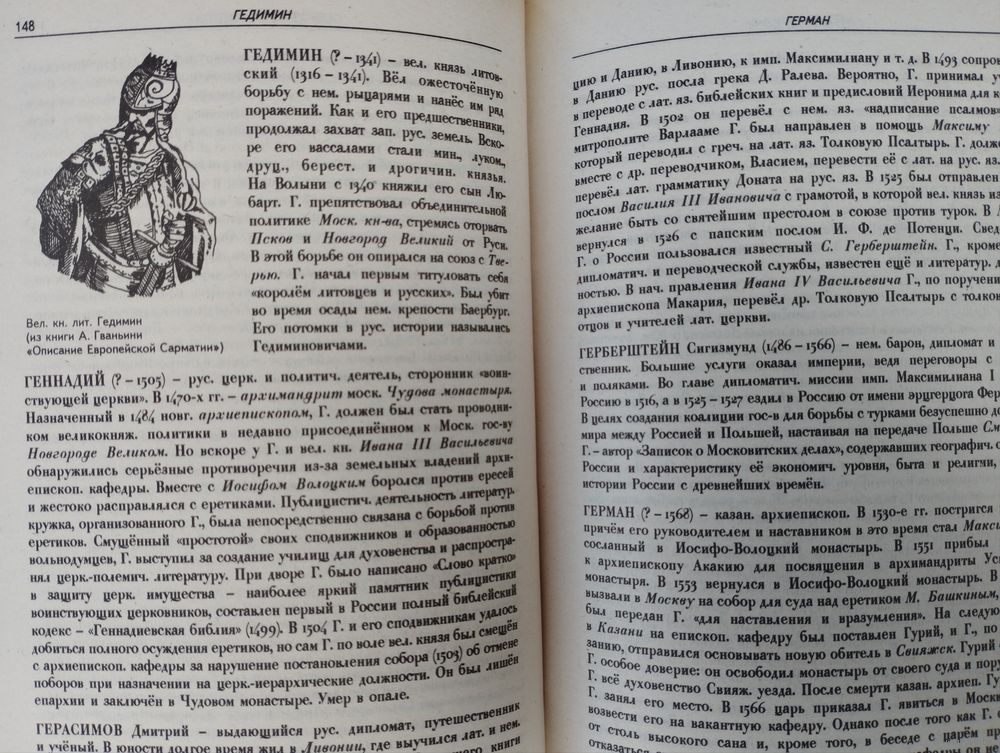 148
ГЕДИМИН
ГЕДИМИН (? – 1341) – вел. князь литов-
ский (1316 – 1341). Вёл ожесточённую
борьбу с нем. рыцарями и нанёс им ряд
поражений. Как и его предшественники,
продолжал захват зап. рус. земель. Вско-
ре его вассалами стали мин., луком.,
друц., берест. и дрогичин. князья.
На Волыни с 1340 княжил его сын Лю-
барт. Г. препятствовал объединительной
политике Моск. кн-ва, стремясь оторвать
Псков и Новгород Великий от Руси.
В этой борьбе он опирался на союз с Тве-
рью. Г. начал первым титуловать себя
«королём литовцев и русских». Был убит
во время осады нем. крепости Баербург.
Его потомки в рус. истории назывались
Гедиминовичами.
Вел. кн. лит. Гедимин
(из книги А. Гваньини
«Описание Европейской Сарматии»)
ГЕННАДИЙ (? – 1505) – рус. церк. и политич. деятель, сторонник «воин-
ствующей церкви». В 1470-х гг. – архимандрит моск. Чудова монастыря.
Назначенный в 1484 новг. архиепископом, Г. должен был стать проводни-
ком великокняж. политики в недавно присоединённом к Моск. гос-ву
Новгороде Великом. Но вскоре у Г. и вел. кн. Ивана III Васильевича
обнаружились серьёзные противоречия из-за земельных владений архи-
епископ. кафедры. Вместе с Иосифом Волоцким боролся против ересей
и жестоко расправлялся с еретиками. Публицистич. деятельность литератур.
кружка, организованного Г., была непосредственно связана с борьбой против
еретиков. Смущённый «простотой» своих сподвижников и образованностью
вольнодумцев, Г. выступил за создание училищ для духовенства и распростра-
нял церк.-полемич. литературу. При дворе Г. было написано «Слово кратко»
в защиту церк. имущества – наиболее яркий памятник публицистики
воинствующих церковников, составлен первый в России полный библейский
кодекс – «Геннадиевская библия» (1499). В 1504 Г. и его сподвижникам удалось
добиться полного осуждения еретиков, но сам Г. по воле вел. князя был смещён
с архиепископ. кафедры за нарушение постановления собора (1503) об отмене
поборов при назначении на церк.-иерархические должности. Он был лишён
епархии и заключён в Чудовом монастыре. Умер в опале.
ГЕРАСИМОВ Дмитрий – выдающийся рус. дипломат, путешественник
и учёный. В юности долгое время жил в Ливонии, где выучился лат. и нем.
книги
ГЕРМАН
цию и Данию, в Ливонию, к имп. Максимилиану и т. д. В 1493 сопров
в Данию рус. посла грека Д. Ралева. Вероятно, Г. принимал у
в переводе с лат. яз. библейских книг и предисловий Иеронима для к
Геннадия. В 1502 он перевёл с нем. яз. «надписание псалмов»
митрополите Варлааме Г. был направлен в помощь Максиму
который переводил с греч. на лат. яз. Толковую Псалтырь. Г. долже
вместе с др. переводчиком, Власием, перевести её с лат. на рус. яз.
перевёл лат. грамматику Доната на рус. яз. В 1525 был отправлен
послом Василия III Ивановича с грамотой, в которой вел. князь из
желание быть со святейшим престолом в союзе против турок. В
вернулся в 1526 с папским послом И. Ф. де Потенци. Свед
Г. о России пользовался известный С. Герберштейн. Г., кроме
дипломатич. и переводческой службы, известен ещё и литератур. д
ностью. В нач. правления Ивана IV Васильевича Г., по поручени
архиепископа Макария, перевёл др. Толковую Псалтырь с толков
отцов и учителей лат. церкви.
ГЕРБЕРШТЕЙН Сигизмунд (1486 – 1566) – нем. барон, дипломат и
ственник. Большие услуги оказал империи, ведя переговоры с
и поляками. Во главе дипломатич. миссии имп. Максимилиана I
Россию в 1516, а в 1525 – 1527 ездил в Россию от имени эрцгерцога Фер
В целях создания коалиции гос-в для борьбы с турками безуспешно до
мира между Россией и Польшей, настаивая на передаче Польше См
Г. – автор «Записок о Московитских делах», содержавших географич. о
России и характеристику её экономич. уровня, быта и религии,
истории России с древнейших времён.
ГЕРМАН (? – 1568) – казан. архиепископ. В 1530-е гг. постригся
причём его руководителем и наставником в это время стал Макси
сосланный в Иосифо-Волоцкий монастырь. В 1551 прибыл
к архиепископу Акакию для посвящения в архимандриты Ус
монастыря. В 1553 вернулся в Иосифо-Волоцкий монастырь. В
вызвали в Москву на собор для суда над еретиком М. Башкиным,
был передан Г. «для наставления и вразумления». На следую
в Казани на епископ. кафедру был поставлен Гурий, и Г., по
занию, отправился основывать новую обитель в Свияжск. Гурий
Г. особое доверие: он освободил монастырь от своего суда и пору
Г. всё духовенство Свияж. уезда. После смерти казан. архиеп. Гу
Г. занял его место. В 1566 царь приказал Г. явиться в Москв
возвести его на вакантную кафедру. Однако после того как Г. с
от столь высокого сана и, кроме того, в беседе с царём пр
отказаться